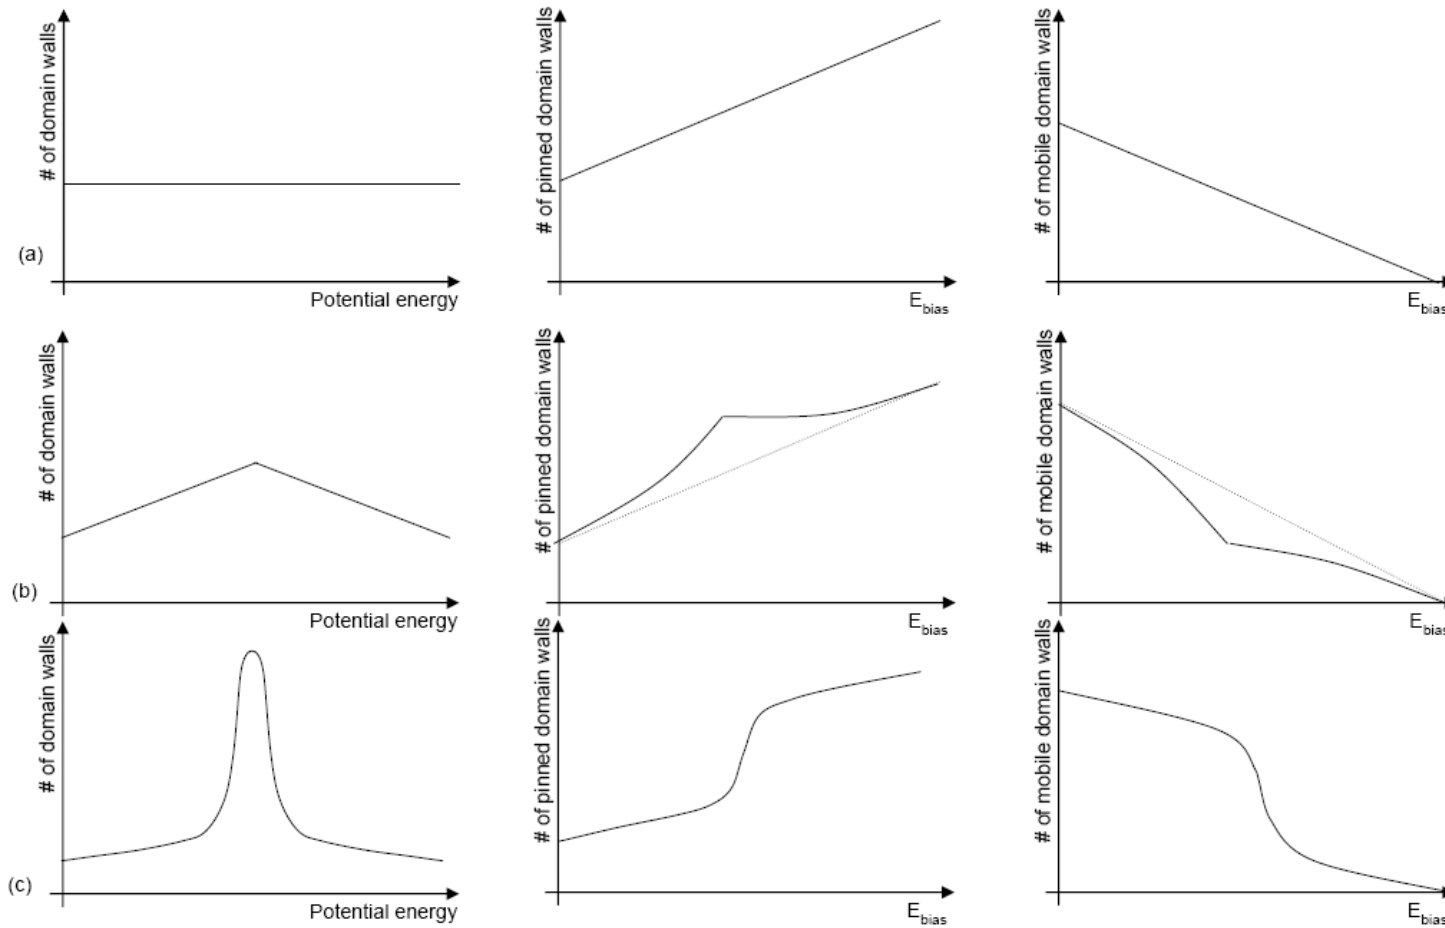 # of domain walls
Potential energy
# of pinned domain walls
E_bias
# of mobile domain walls
E_bias
(a)
# of domain walls
Potential energy
# of pinned domain walls
E_bias
# of mobile domain walls
E_bias
(b)
# of domain walls
Potential energy
# of pinned domain walls
E_bias
# of mobile domain walls
E_bias
(c)